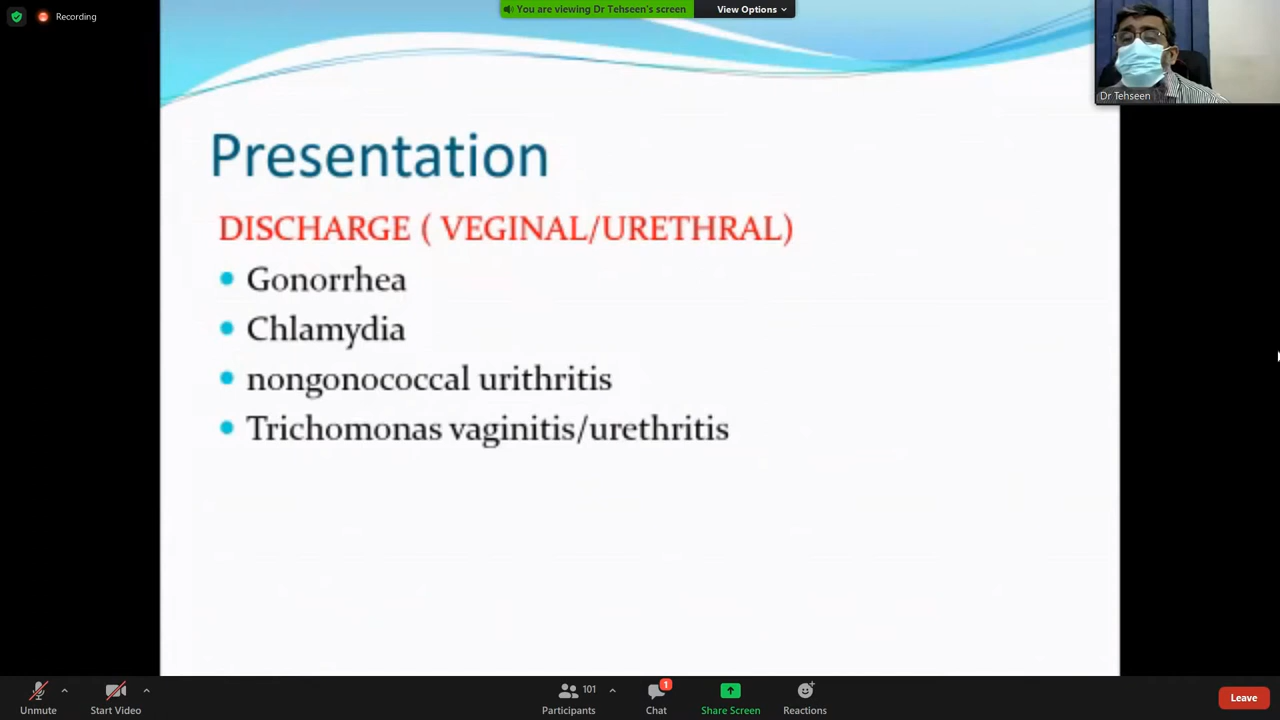 Recording
You are viewing Dr Tehseen's screen
View Options
Dr Tehseen
Presentation
DISCHARGE ( VEGINAL/URETHRAL)
Gonorrhea
Chlamydia
nongonococcal urithritis
Trichomonas vaginitis/urethritis
Unmute
Start Video
Participants
101
Chat
1
Share Screen
Reactions
Leave